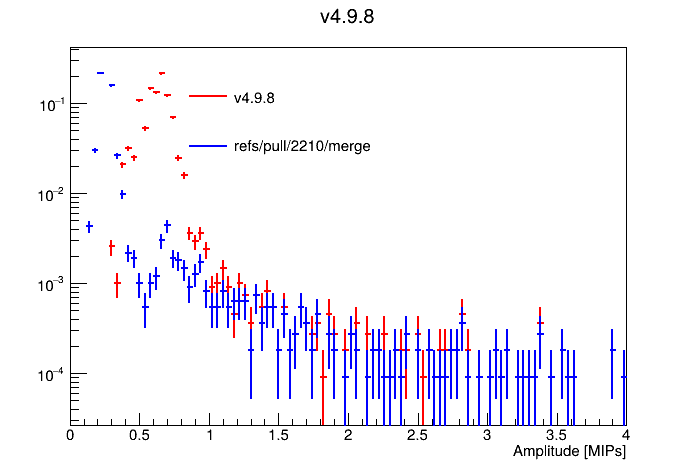 v4.9.8
v4.9.8
refs/pull/2210/merge
10⁻¹
10⁻²
10⁻³
10⁻⁴
0 0.5 1 1.5 2 2.5 3 3.5 4
Amplitude [MIPs]